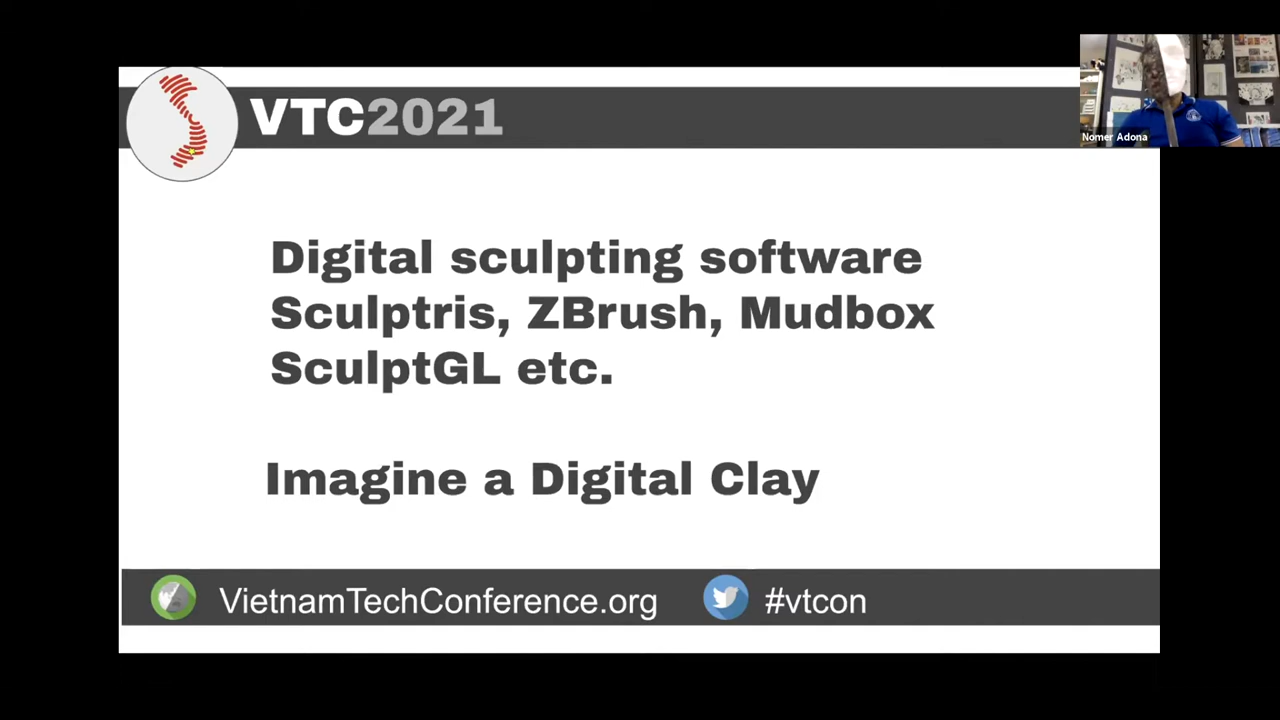 VTC2021
Nomer Adona
Digital sculpting software
Sculptris, ZBrush, Mudbox
SculptGL etc.
Imagine a Digital Clay
VietnamTechConference.org
#vtcon